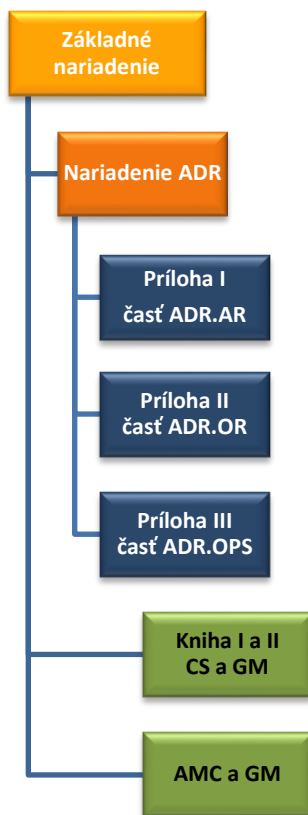 Základné
nariadenie
Nariadenie ADR
Príloha I
časť ADR.AR
Príloha II
časť ADR.OR
Príloha III
časť ADR.OPS
Kniha I a II
CS a GM
AMC a GM